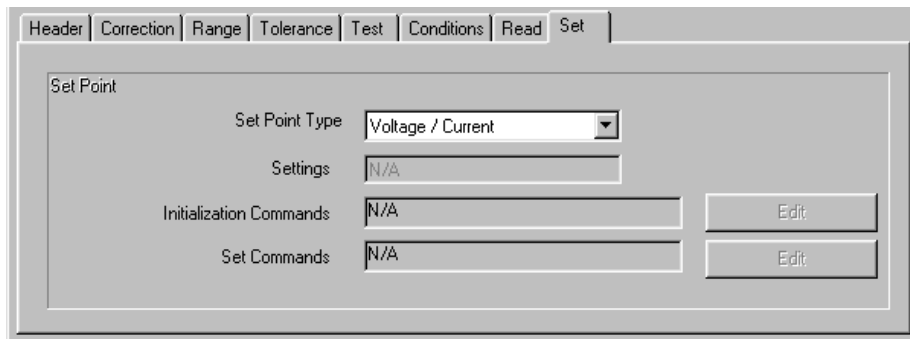 Header Correction Range Tolerance Test Conditions Read Set
Set Point
Set Point Type Voltage / Current
Settings N/A
Initialization Commands N/A Edit
Set Commands N/A Edit